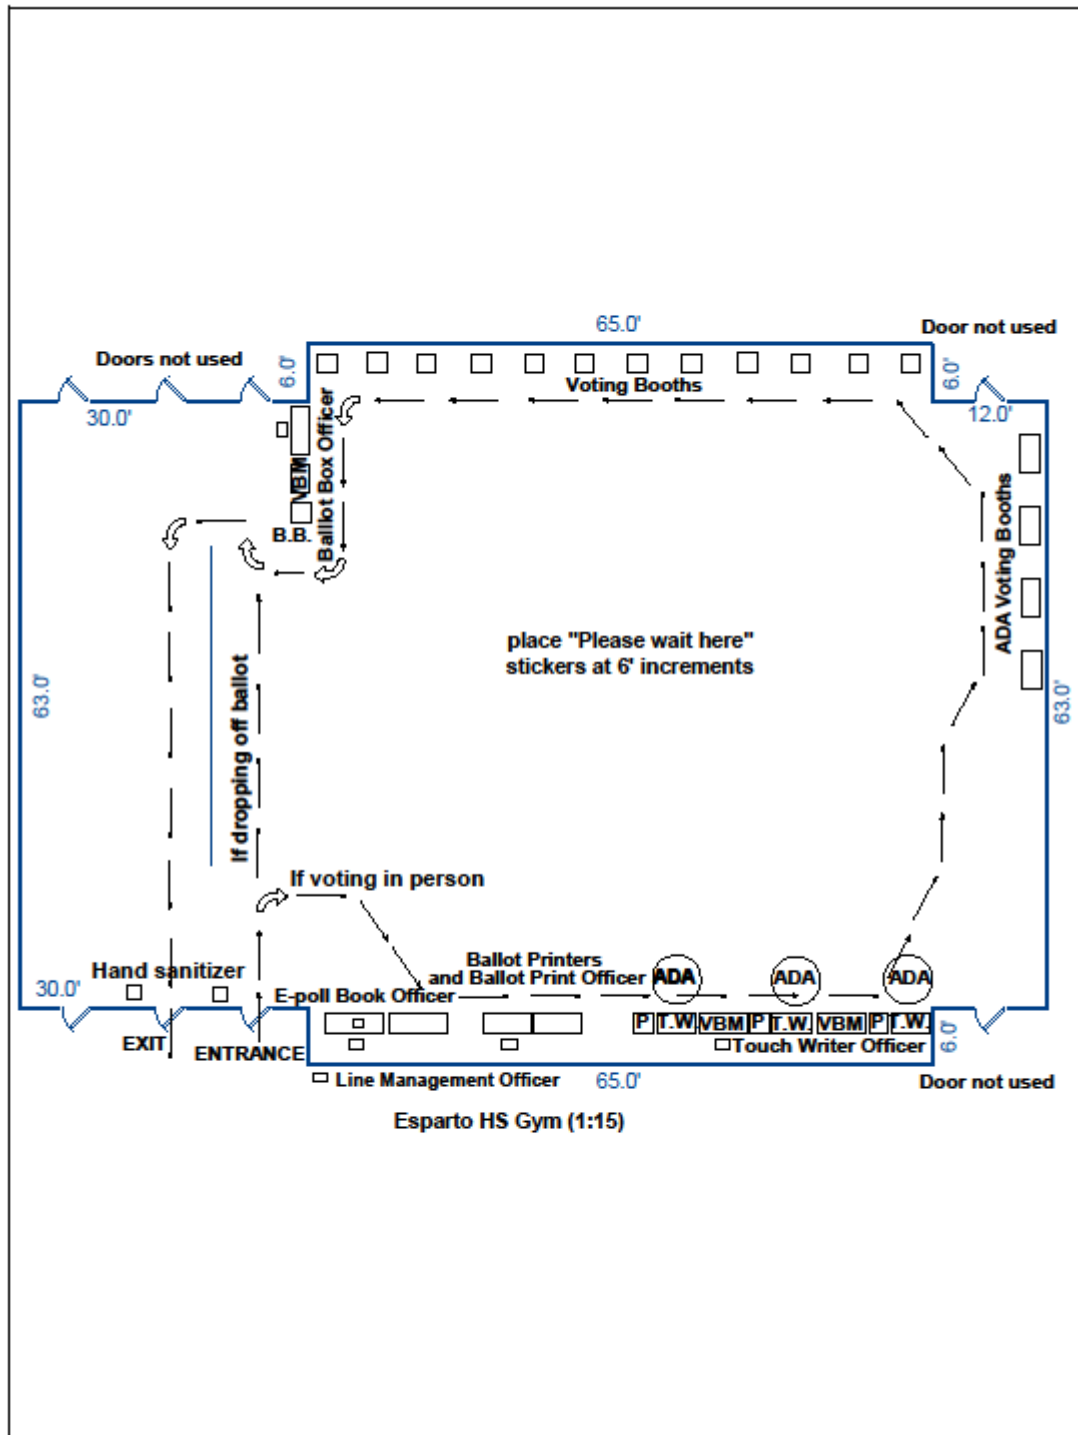 65.0'
Door not used
Doors not used
6.0'
6.0'
Voting Booths
30.0'
12.0'
Balllot Box Officer
VBM
B.B.
ADA Voting Booths
place "Please wait here"
stickers at 6' increments
63.0'
63.0'
If dropping off ballot
If voting in person
Ballot Printers
and Ballot Print Officer
ADA
ADA
ADA
Hand sanitizer
30.0'
E-poll Book Officer
P
T.W.
VBM
P
T.W.
VBM
P
T.W.
6.0'
EXIT
ENTRANCE
Touch Writer Officer
Line Management Officer
65.0'
Door not used
Esparto HS Gym (1:15)